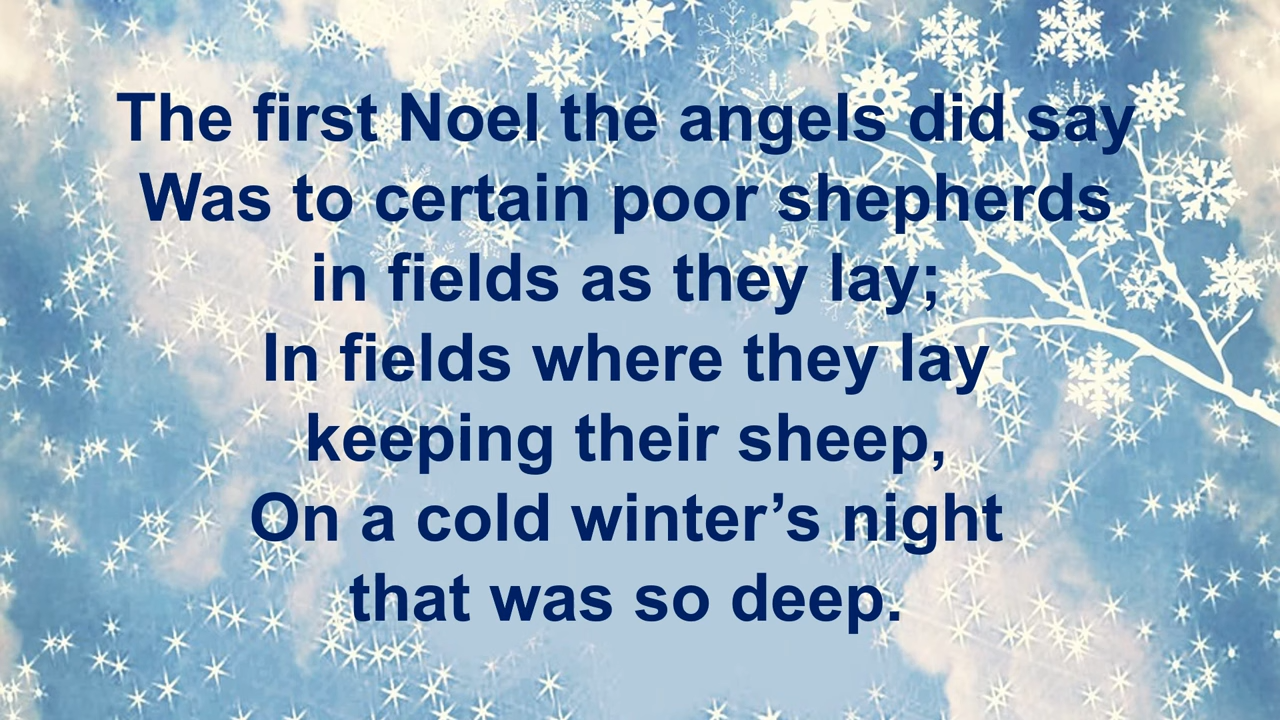 The first Noel the angels did say
Was to certain poor shepherds
in fields as they lay;
In fields where they lay
keeping their sheep,
On a cold winter’s night
that was so deep.